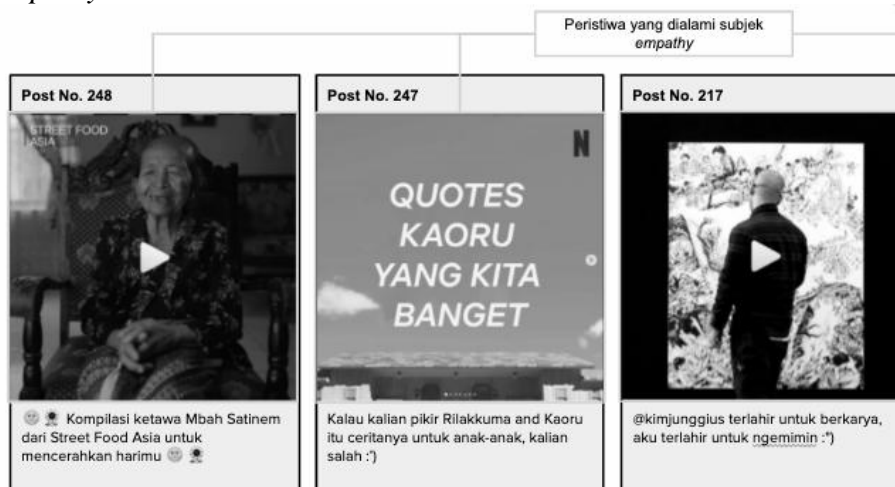 Peristiwa yang dialami subjek
empathy
Post No. 248
STREET FOOD
ASIA
🌝 🌻 Kompilasi ketawa Mbah Satinem
dari Street Food Asia untuk
mencerahkan harimu 🌝 🌻
Post No. 247
N
QUOTES
KAORU
YANG KITA
BANGET
Kalau kalian pikir Rilakkuma and Kaoru
itu ceritanya untuk anak-anak, kalian
salah :')
Post No. 217
@kimjunggius terlahir untuk berkarya,
aku terlahir untuk ngemimin :")